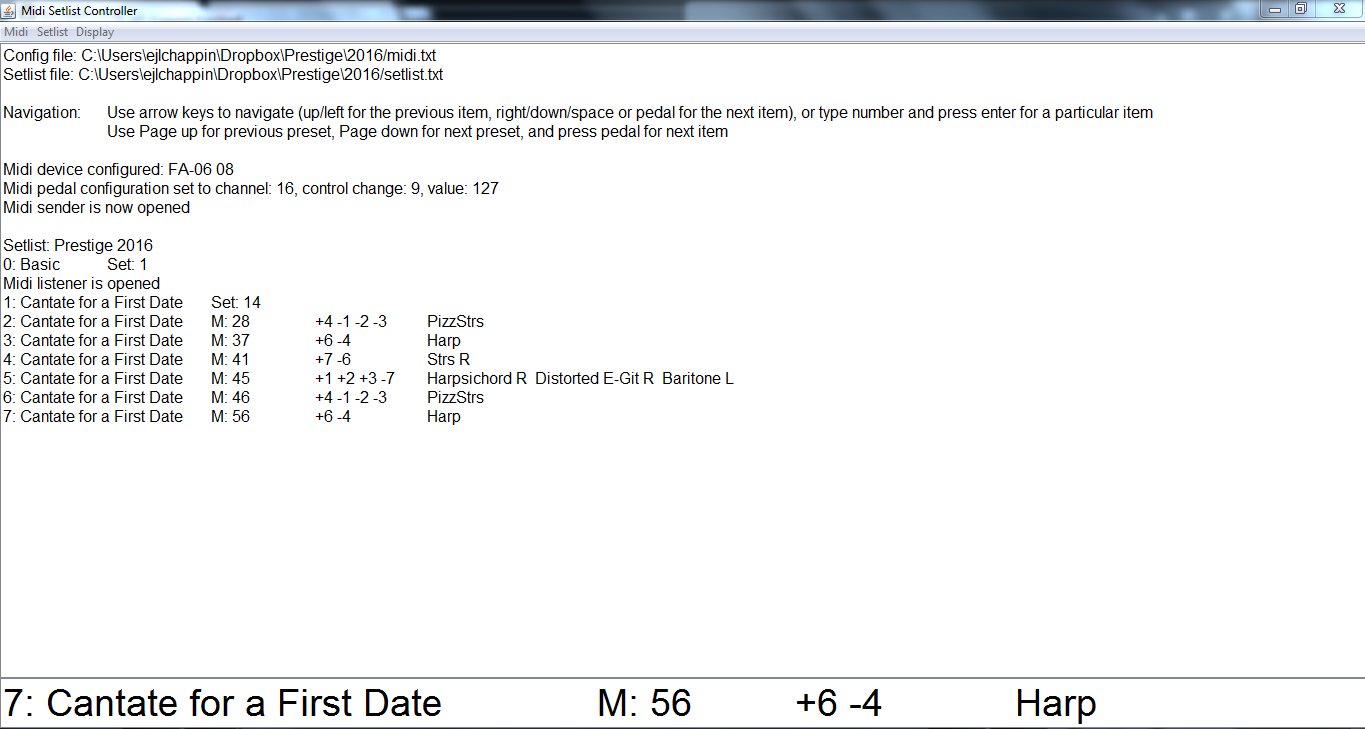 Midi Setlist Controller
Midi Setlist Display
Config file: C:\Users\ejlchappin\Dropbox\Prestige\2016/midi.txt
Setlist file: C:\Users\ejlchappin\Dropbox\Prestige\2016/setlist.txt
Navigation: Use arrow keys to navigate (up/left for the previous item, right/down/space or pedal for the next item), or type number and press enter for a particular item
Use Page up for previous preset, Page down for next preset, and press pedal for next item
Midi device configured: FA-06 08
Midi pedal configuration set to channel: 16, control change: 9, value: 127
Midi sender is now opened
Setlist: Prestige 2016
0: Basic Set: 1
Midi listener is opened
1: Cantate for a First Date Set: 14
2: Cantate for a First Date M: 28 +4 -1 -2 -3 PizzStrs
3: Cantate for a First Date M: 37 +6 -4 Harp
4: Cantate for a First Date M: 41 +7 -6 Strs R
5: Cantate for a First Date M: 45 +1 +2 +3 -7 Harpsichord R Distorted E-Git R Baritone L
6: Cantate for a First Date M: 46 +4 -1 -2 -3 PizzStrs
7: Cantate for a First Date M: 56 +6 -4 Harp
7: Cantate for a First Date M: 56 +6 -4 Harp